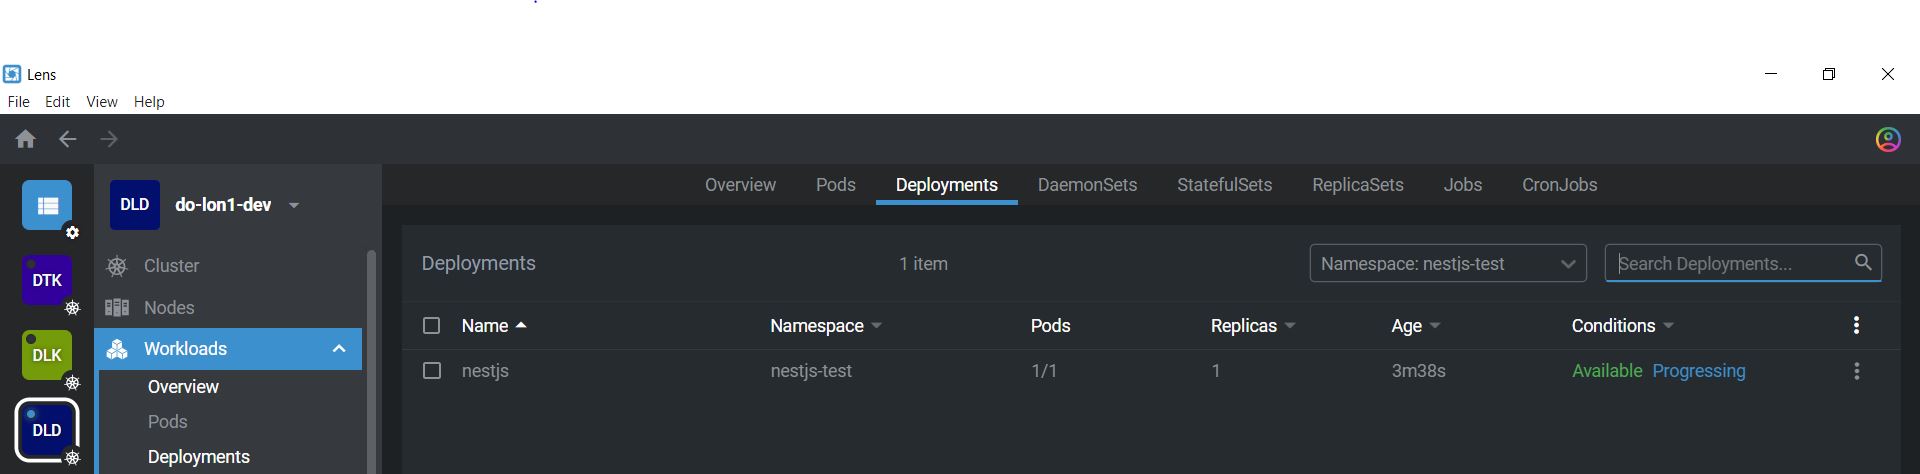 Lens
File Edit View Help
DLD do-lon1-dev
Overview Pods Deployments DaemonSets StatefulSets ReplicaSets Jobs CronJobs
Cluster
Nodes
Workloads
Overview
Pods
Deployments
DTK
DLK
DLD
Deployments 1 item Namespace: nestjs-test Search Deployments...
Name Namespace Pods Replicas Age Conditions
nestjs nestjs-test 1/1 1 3m38s Available Progressing